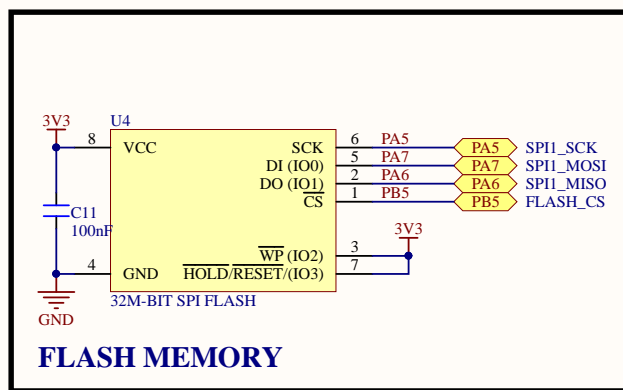 U4
3V3
8
VCC
SCK
6
PA5
PA5
SPI1_SCK
DI (IO0)
5
PA7
PA7
SPI1_MOSI
DO (IO1)
2
PA6
PA6
SPI1_MISO
CS
1
PB5
PB5
FLASH_CS
C11
100nF
3V3
WP (IO2)
3
4
GND
HOLD/RESET/(IO3)
7
32M-BIT SPI FLASH
GND
FLASH MEMORY